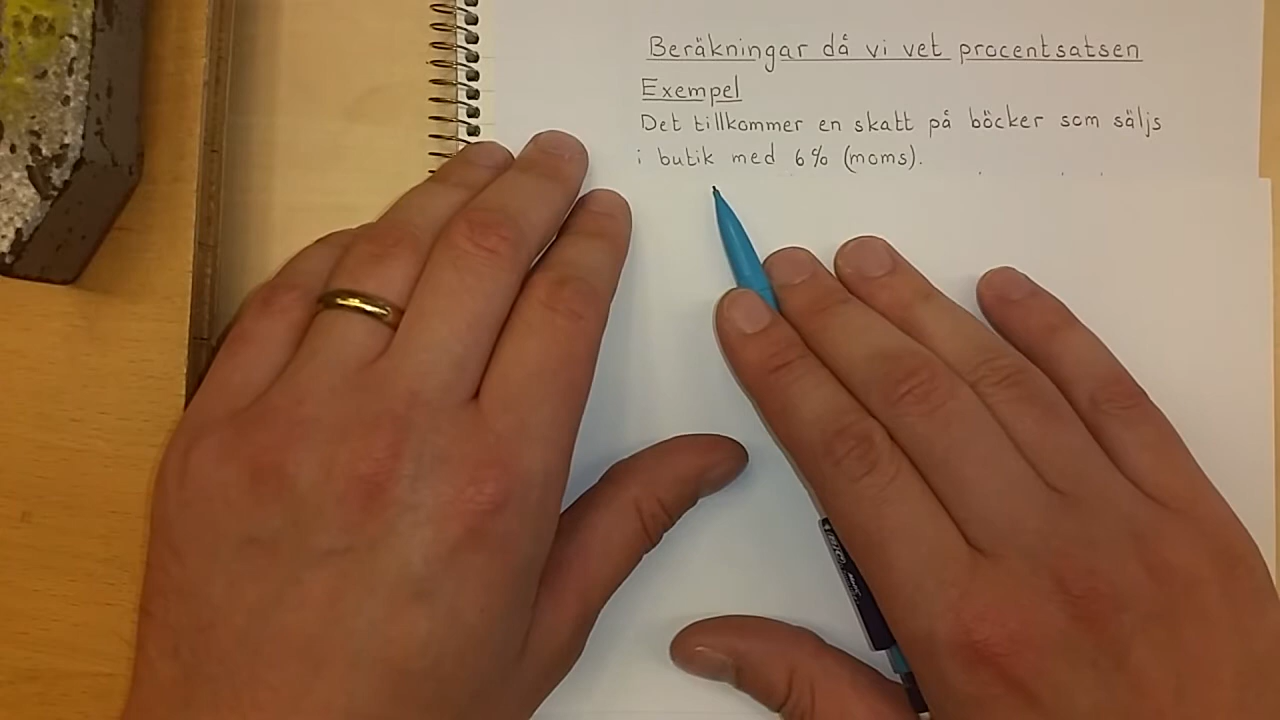 Beräkningar då vi vet procentsatsen
Exempel
Det tillkommer en skatt på böcker som säljs
i butik med 6% (moms).